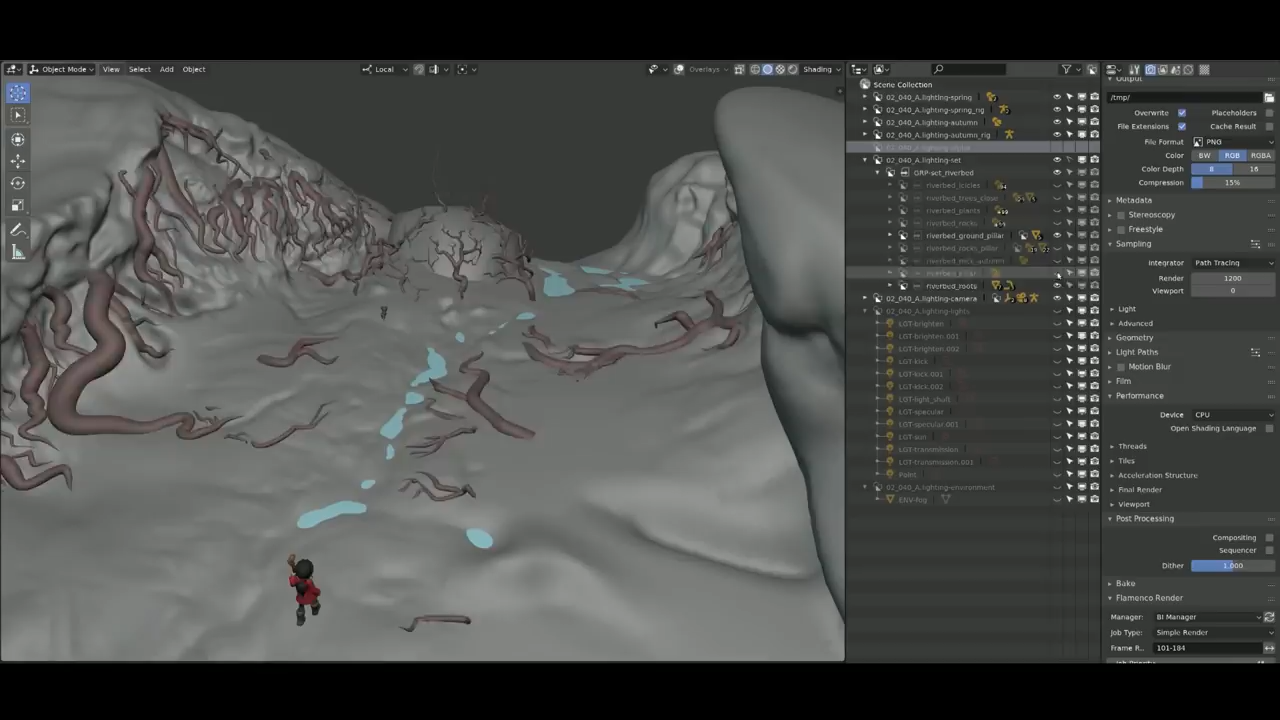 Object Mode
View
Select
Add
Object
Local
Overlays
Shading
Scene Collection
02_040_A.lighting-spring
02_040_A.lighting-spring_rig
02_040_A.lighting-autumn
02_040_A.lighting-autumn_rig
02_040_A.lighting-set
GRP-set_riverbed
riverbed_icicles
riverbed_trees_close
riverbed_plants
riverbed_rocks
riverbed_ground_pillar
riverbed_rocks_pillar
riverbed_pillar
riverbed_roots
02_040_A.lighting-camera
02_040_A.lighting-lights
LGT-brighten
LGT-brighten.001
LGT-brighten.002
LGT-kick
LGT-kick.001
LGT-kick.002
LGT-light_shaft
LGT-specular
LGT-specular.001
LGT-sun
LGT-transmission
LGT-transmission.001
Point
02_040_A.lighting-environment
ENV-fog
Output
/tmp/
Overwrite
Placeholders
File Extensions
Cache Result
File Format
PNG
Color
BW
RGB
RGBA
Color Depth
8
16
Compression
15%
Metadata
Stereoscopy
Freestyle
Sampling
Integrator
Path Tracing
Render
1200
Viewport
0
Light
Advanced
Geometry
Light Paths
Motion Blur
Film
Performance
Device
CPU
Open Shading Language
Threads
Tiles
Acceleration Structure
Final Render
Viewport
Post Processing
Compositing
Sequencer
Dither
1.000
Bake
Flamenco Render
Manager:
BI Manager
Job Type:
Simple Render
Frame R..
101-184